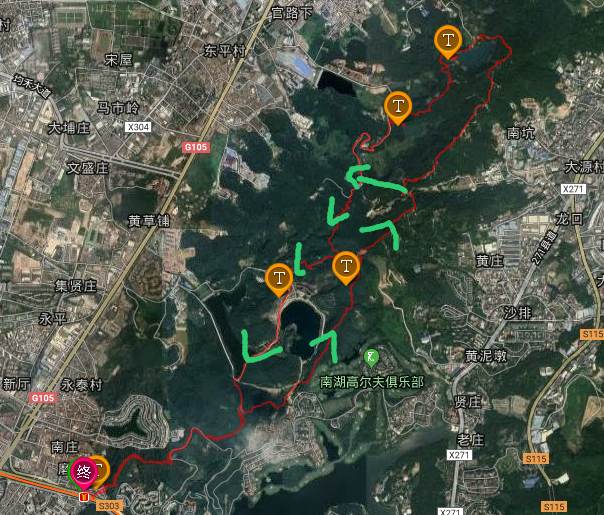 官路下
T
村
宋屋
东平村
均禾大道
马市岭
T
X304
大埔庄
G105
南坑
文盛庄
大源村
X271
黄草铺
龙口
271县道
黄庄
T
T
集贤庄
永平
沙排
S115
新厅
永泰村
黄泥墩
G105
南湖高尔夫俱乐部
贤庄
南庄
老庄
X271
S115
终
S303
X271
S115